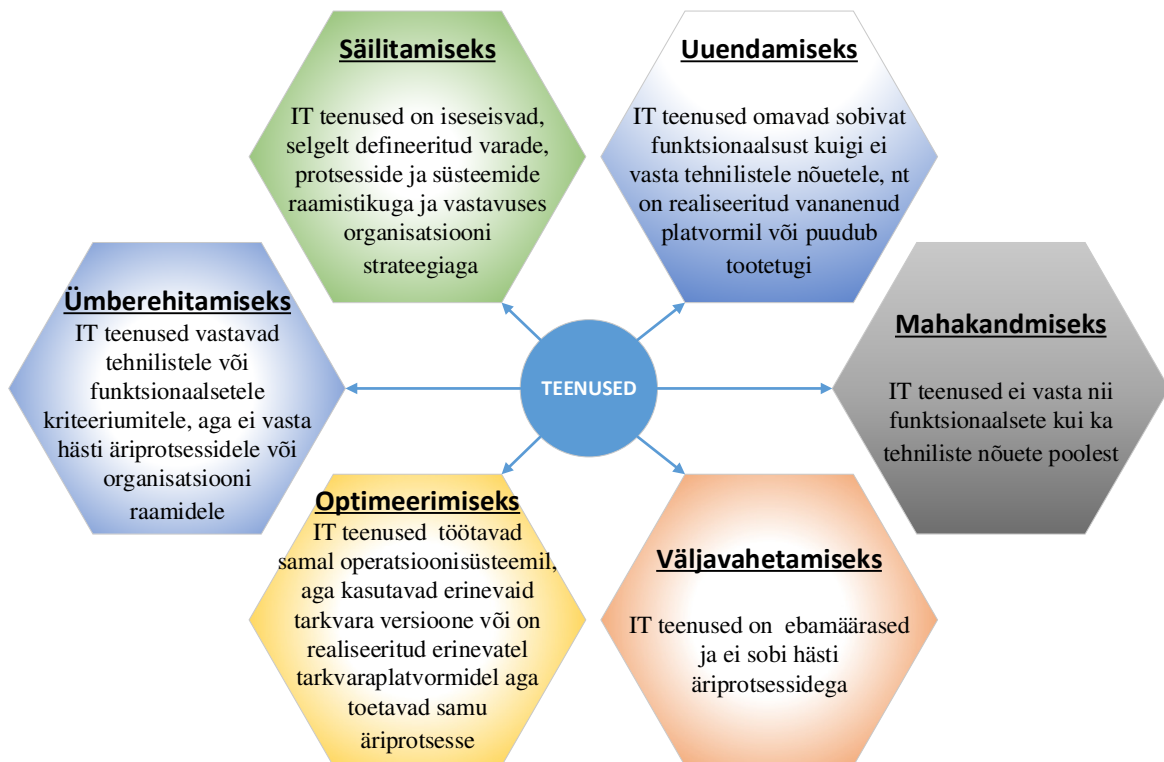 Säilitamiseks
IT teenused on iseseisvad,
selgelt defineeritud varade,
protsesside ja süsteemide
raamistikuga ja vastavuses
organisatsiooni
strateegiaga
Uuendamiseks
IT teenused omavad sobivat
funktsionaalsust kuigi ei
vasta tehnilistele nõuetele, nt
on realiseeritud vananenud
platvormil või puudub
tootetugi
Ümberehitamiseks
IT teenused vastavad
tehnilistele või
funktsionaalsetele
kriteeriumitele, aga ei vasta
hästi äriprotsessidele või
organisatsiooni
raamidele
TEENUSED
Mahakandmiseks
IT teenused ei vasta nii
funktsionaalsete kui ka
tehniliste nõuete poolest
Optimeerimiseks
IT teenused töötavad
samal operatsioonisüsteemil,
aga kasutavad erinevaid
tarkvara versioone või on
realiseeritud erinevatel
tarkvaraplatvormidel aga
toetavad samu
äriprotsesse
Väljavahetamiseks
IT teenused on ebamäärased
ja ei sobi hästi
äriprotsessidega